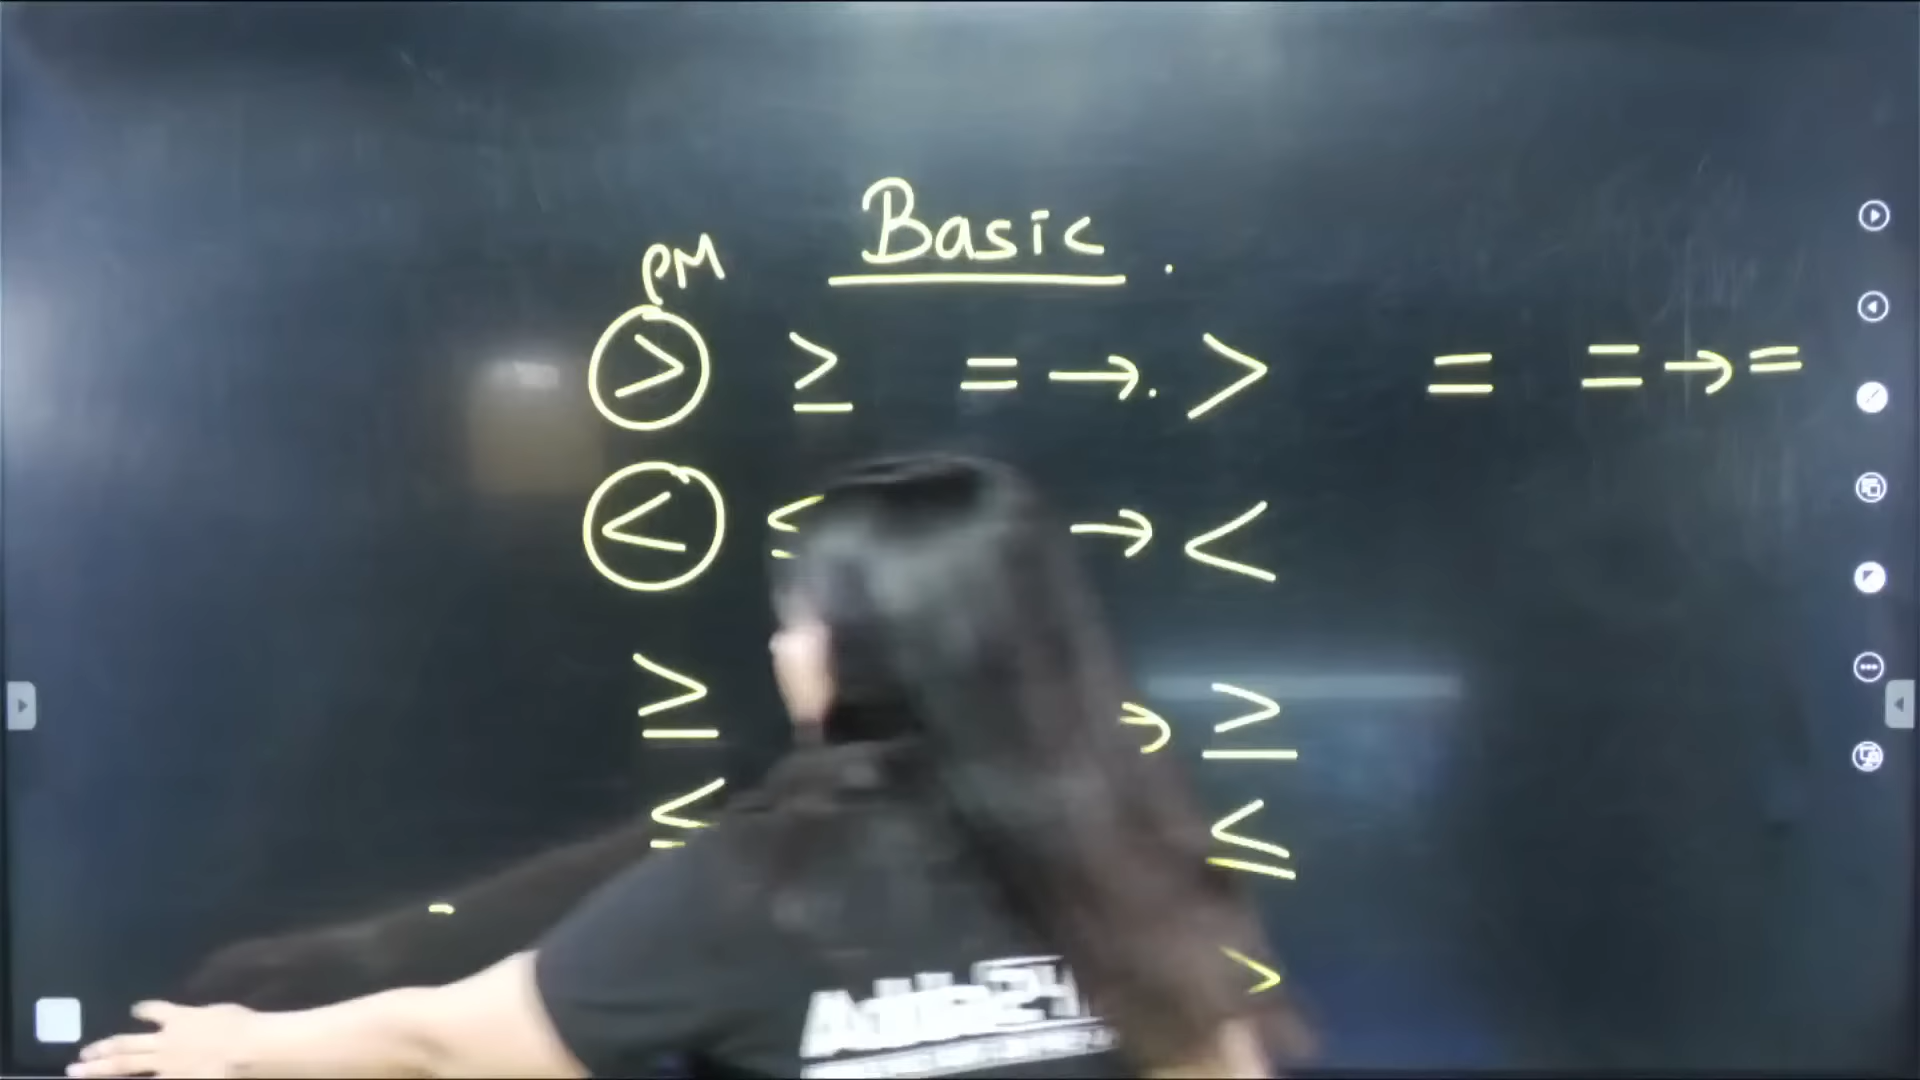 Basic
PM
> ≥ = → > = = → =
< ≤ → <
≥ → ≥
≤ ≤
>